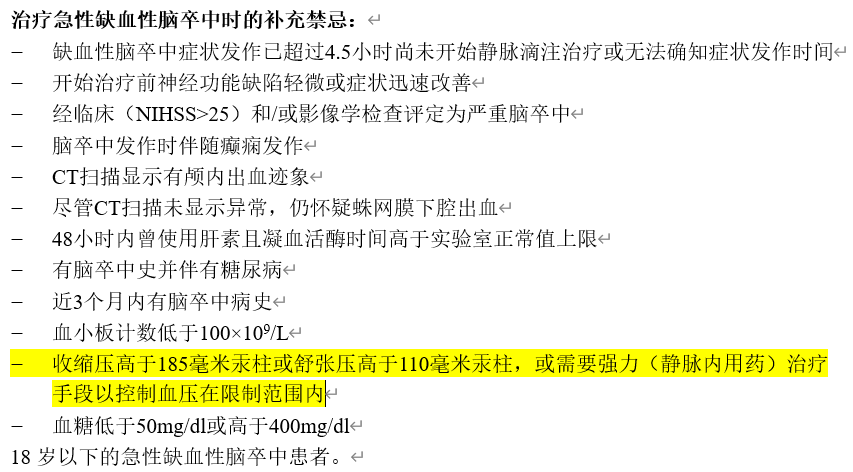 治疗急性缺血性脑卒中时的补充禁忌：
– 缺血性脑卒中症状发作已超过4.5小时尚未开始静脉滴注治疗或无法确知症状发作时间
– 开始治疗前神经功能缺陷轻微或症状迅速改善
– 经临床（NIHSS>25）和/或影像学检查评定为严重脑卒中
– 脑卒中发作时伴随癫痫发作
– CT扫描显示有颅内出血迹象
– 尽管CT扫描未显示异常，仍怀疑蛛网膜下腔出血
– 48小时内曾使用肝素且凝血活酶时间高于实验室正常值上限
– 有脑卒中史并伴有糖尿病
– 近3个月内有脑卒中病史
– 血小板计数低于100×10⁹/L
– 收缩压高于185毫米汞柱或舒张压高于110毫米汞柱，或需要强力（静脉内用药）治疗
手段以控制血压在限制范围内
– 血糖低于50mg/dl或高于400mg/dl
18 岁以下的急性缺血性脑卒中患者。